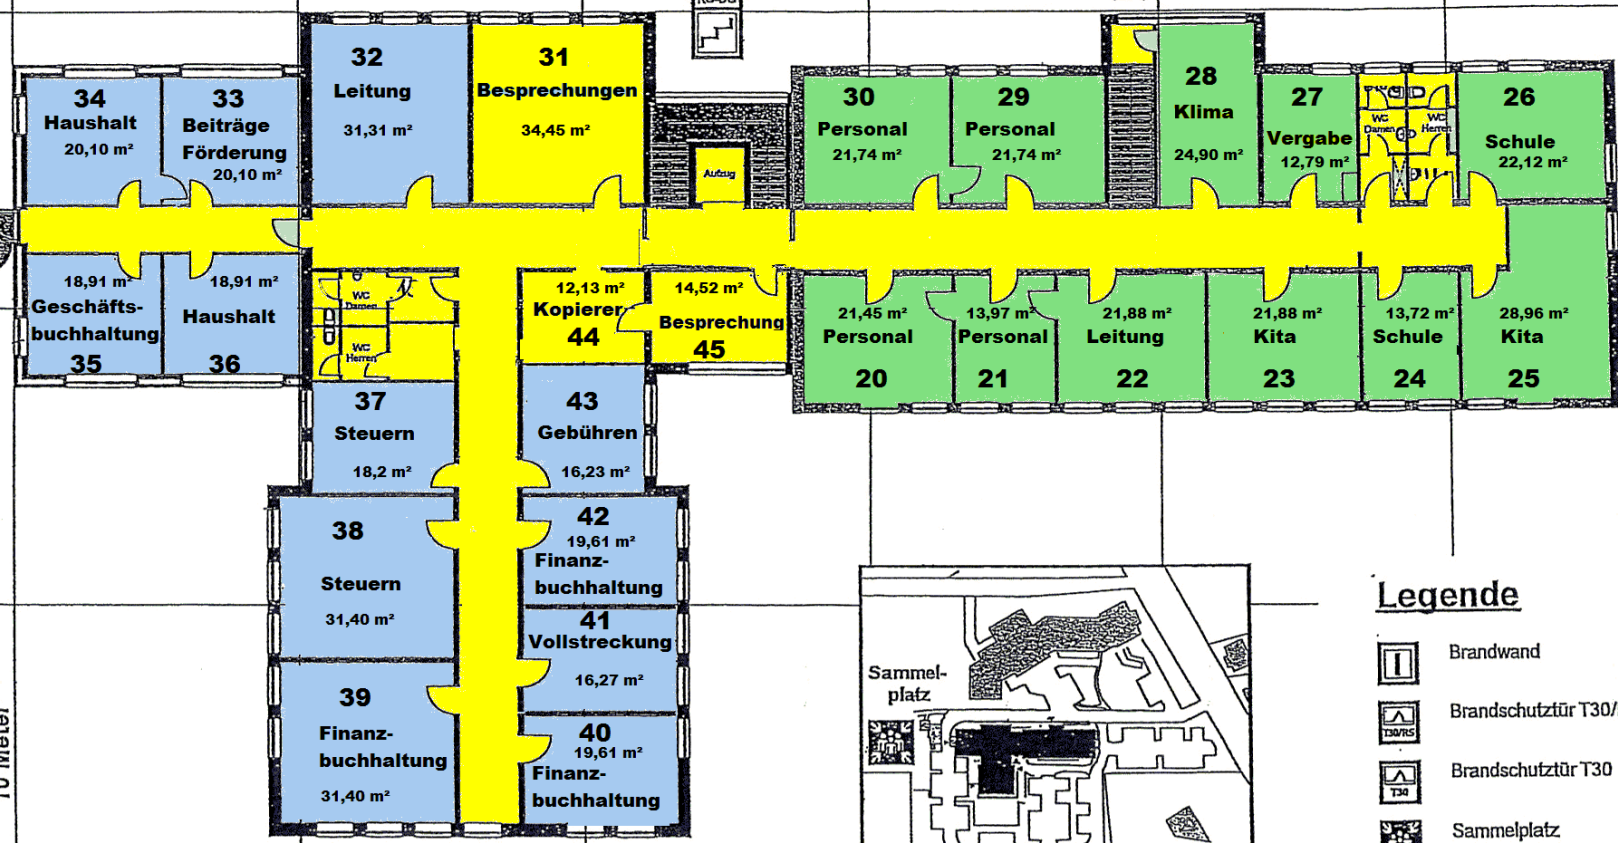 32
Leitung
31,31 m²
31
Besprechungen
34,45 m²
34
Haushalt
20,10 m²
33
Beiträge
Förderung
20,10 m²
Aufzug
30
Personal
21,74 m²
29
Personal
21,74 m²
28
Klima
24,90 m²
27
Vergabe
12,79 m²
WC
Damen
WC
Herren
26
Schule
22,12 m²
18,91 m²
Geschäfts-
buchhaltung
35
18,91 m²
Haushalt
36
WC
Damen
WC
Herren
12,13 m²
Kopierer
44
14,52 m²
Besprechung
45
21,45 m²
Personal
20
13,97 m²
Personal
21
21,88 m²
Leitung
22
21,88 m²
Kita
23
13,72 m²
Schule
24
28,96 m²
Kita
25
37
Steuern
18,2 m²
43
Gebühren
16,23 m²
38
Steuern
31,40 m²
42
19,61 m²
Finanz-
buchhaltung
41
Vollstreckung
16,27 m²
39
Finanz-
buchhaltung
31,40 m²
40
19,61 m²
Finanz-
buchhaltung
10 Meter
Sammel-
platz
Legende
Brandwand
T30/RS
Brandschutztür T30/
T30
Brandschutztür T30
Sammelplatz